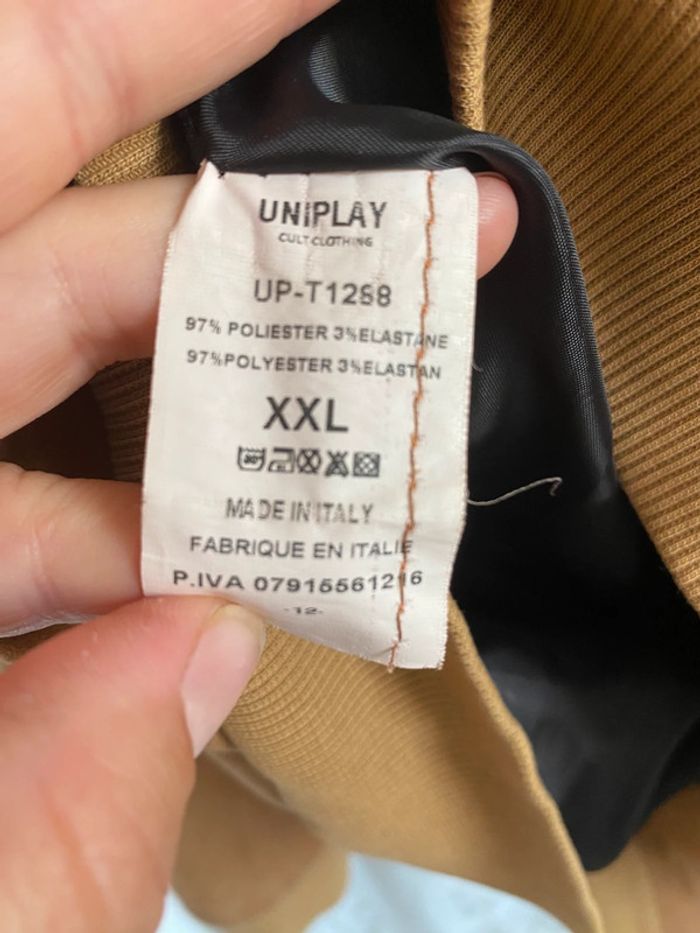 UNIPLAY
CULT CLOTHING
UP-T1288
97% POLIESTER 3%ELASTANE
97%POLYESTER 3%ELASTAN
XXL
30°
MADE IN ITALY
FABRIQUE EN ITALIE
P.IVA 07915561216
-12-